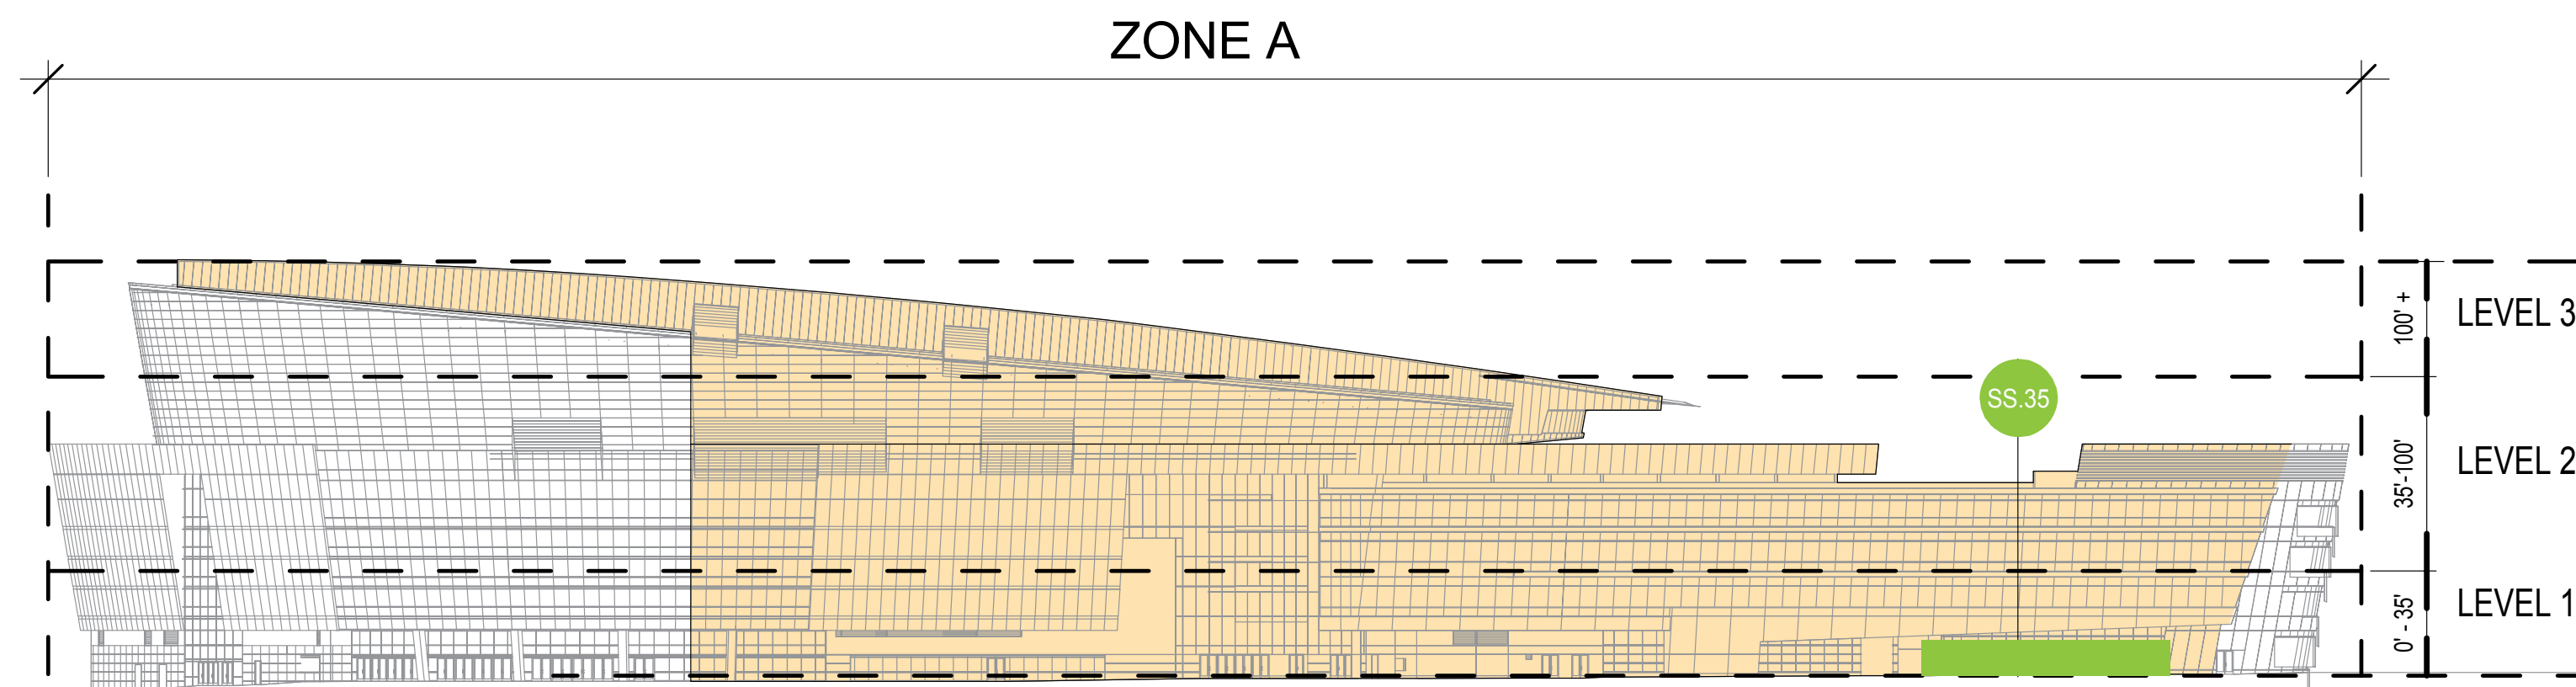 ZONE A
100' +
LEVEL 3
SS.35
35'-100'
LEVEL 2
0' - 35'
LEVEL 1